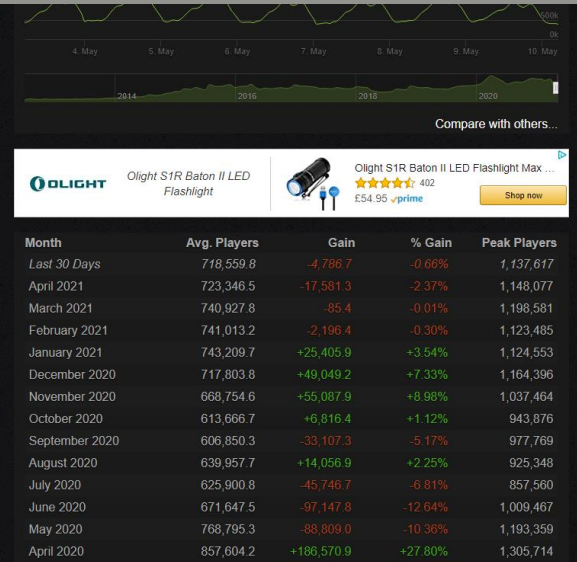 500k
0k
4. May 5. May 6. May 7. May 8. May 9. May 10. May
2014 2016 2018 2020
Compare with others...
OLIGHT
Olight S1R Baton II LED
Flashlight
Olight S1R Baton II LED Flashlight Max ...
402
£54.95 prime
Shop now
Month Avg. Players Gain % Gain Peak Players
Last 30 Days 718,559.8 -4,786.7 -0.66% 1,137,617
April 2021 723,346.5 -17,581.3 -2.37% 1,148,077
March 2021 740,927.8 -85.4 -0.01% 1,198,581
February 2021 741,013.2 -2,196.4 -0.30% 1,123,485
January 2021 743,209.7 +25,405.9 +3.54% 1,124,553
December 2020 717,803.8 +49,049.2 +7.33% 1,164,396
November 2020 668,754.6 +55,087.9 +8.98% 1,037,464
October 2020 613,666.7 +6,816.4 +1.12% 943,876
September 2020 606,850.3 -33,107.3 -5.17% 977,769
August 2020 639,957.7 +14,056.9 +2.25% 925,348
July 2020 625,900.8 -45,746.7 -6.81% 857,560
June 2020 671,647.5 -97,147.8 -12.64% 1,009,467
May 2020 768,795.3 -88,809.0 -10.36% 1,193,359
April 2020 857,604.2 +186,570.9 +27.80% 1,305,714